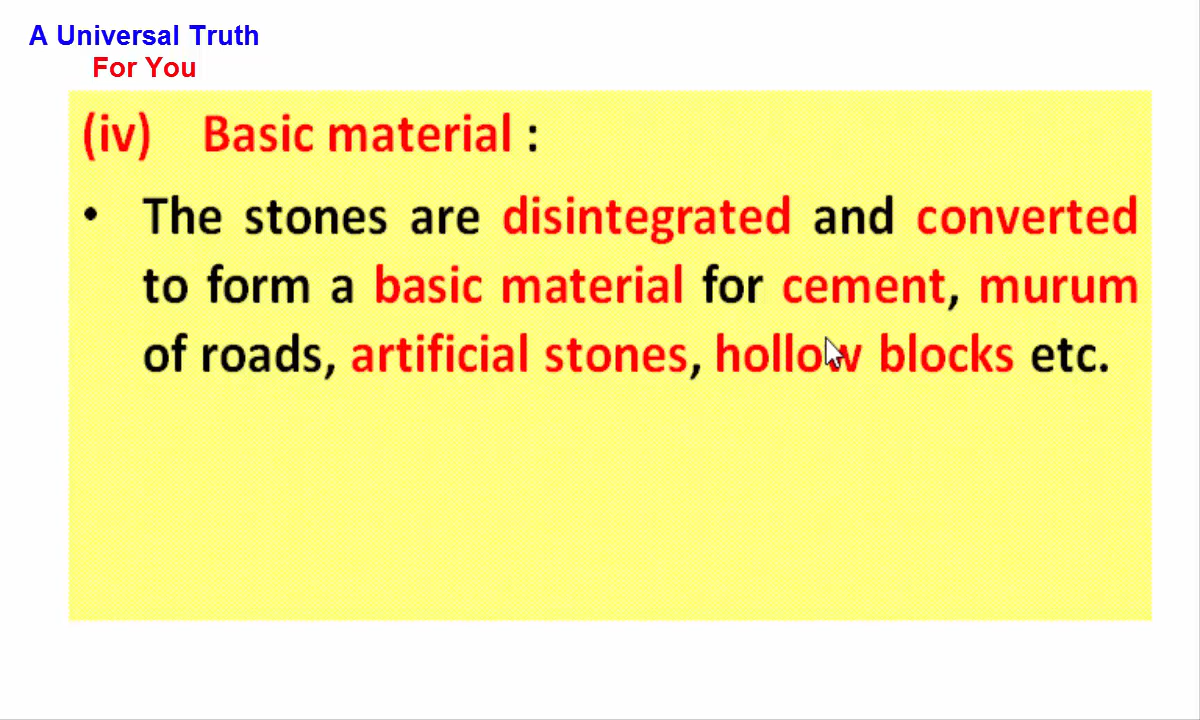 A Universal Truth
For You
(iv) Basic material :
• The stones are disintegrated and converted
to form a basic material for cement, murum
of roads, artificial stones, hollow blocks etc.